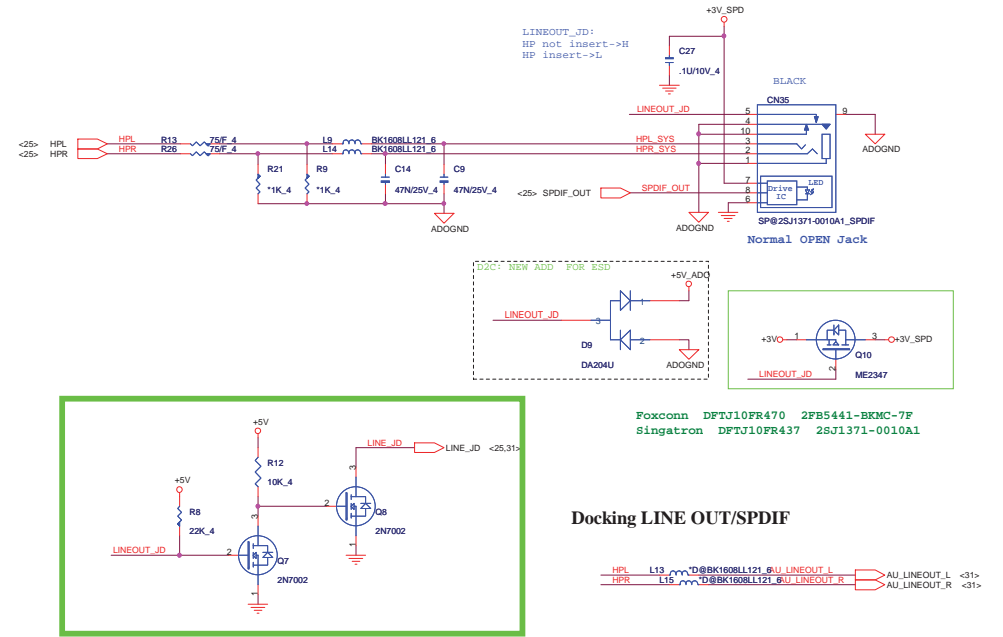 +3V_SPD
LINEOUT_JD:
HP not insert->H
HP insert->L
C27
.1U/10V_4
BLACK
CN35
LINEOUT_JD
5
4
10
3
2
1
9
ADOGND
<25> HPL
HPL
R13
75/F_4
L9
BK1608LL121_6
HPL_SYS
<25> HPR
HPR
R26
75/F_4
L14
BK1608LL121_6
HPR_SYS
R21
*1K_4
R9
*1K_4
C14
47N/25V_4
C9
47N/25V_4
ADOGND
<25> SPDIF_OUT
SPDIF_OUT
7
8
6
Drive
IC
LED
ADOGND
SP@2SJ1371-0010A1_SPDIF
Normal OPEN Jack
D2C: NEW ADD FOR ESD
+5V_ADO
LINEOUT_JD
3
1
2
D9
DA204U
ADOGND
+3V
1
3
+3V_SPD
Q10
ME2347
LINEOUT_JD
2
Foxconn DFTJ10FR470 2FB5441-BKMC-7F
Singatron DFTJ10FR437 2SJ1371-0010A1
+5V
LINE_JD
LINE_JD <25,31>
R12
10K_4
3
2
Q8
2N7002
1
+5V
R8
22K_4
LINEOUT_JD
3
2
Q7
2N7002
1
Docking LINE OUT/SPDIF
HPL
L13
*D@BK1608LL121_6
AU_LINEOUT_L
AU_LINEOUT_L <31>
HPR
L15
*D@BK1608LL121_6
AU_LINEOUT_R
AU_LINEOUT_R <31>